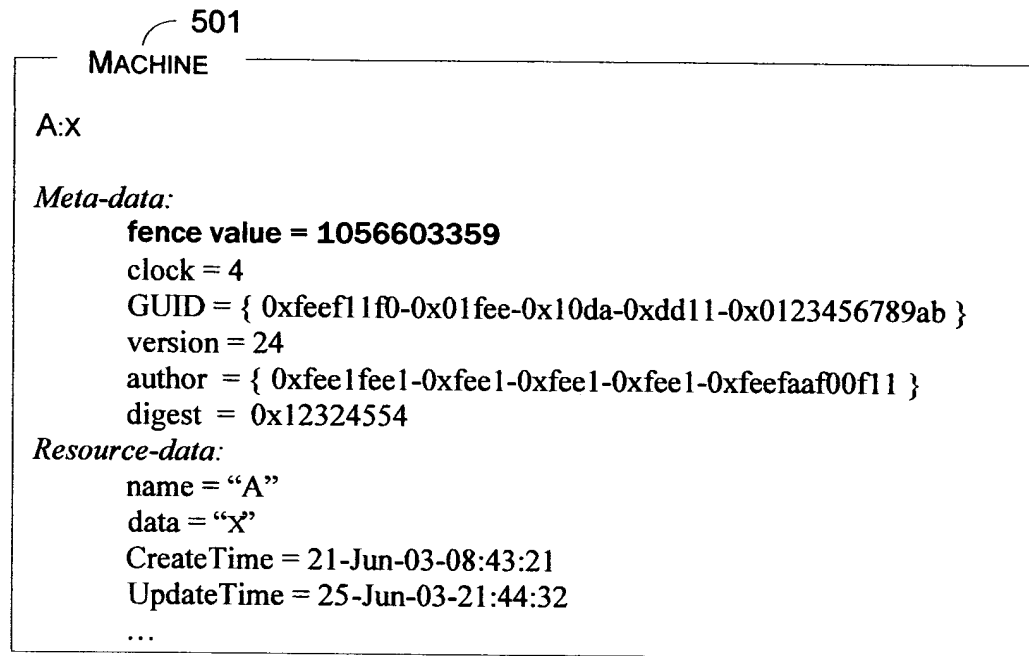 501
MACHINE
A:x
Meta-data:
fence value = 1056603359
clock = 4
GUID = { 0xfeef11f0-0x01fee-0x10da-0xdd11-0x0123456789ab }
version = 24
author = { 0xfee1fee1-0xfee1-0xfee1-0xfee1-0xfeefaaf00f11 }
digest = 0x12324554
Resource-data:
name = “A”
data = “x”
CreateTime = 21-Jun-03-08:43:21
UpdateTime = 25-Jun-03-21:44:32
…